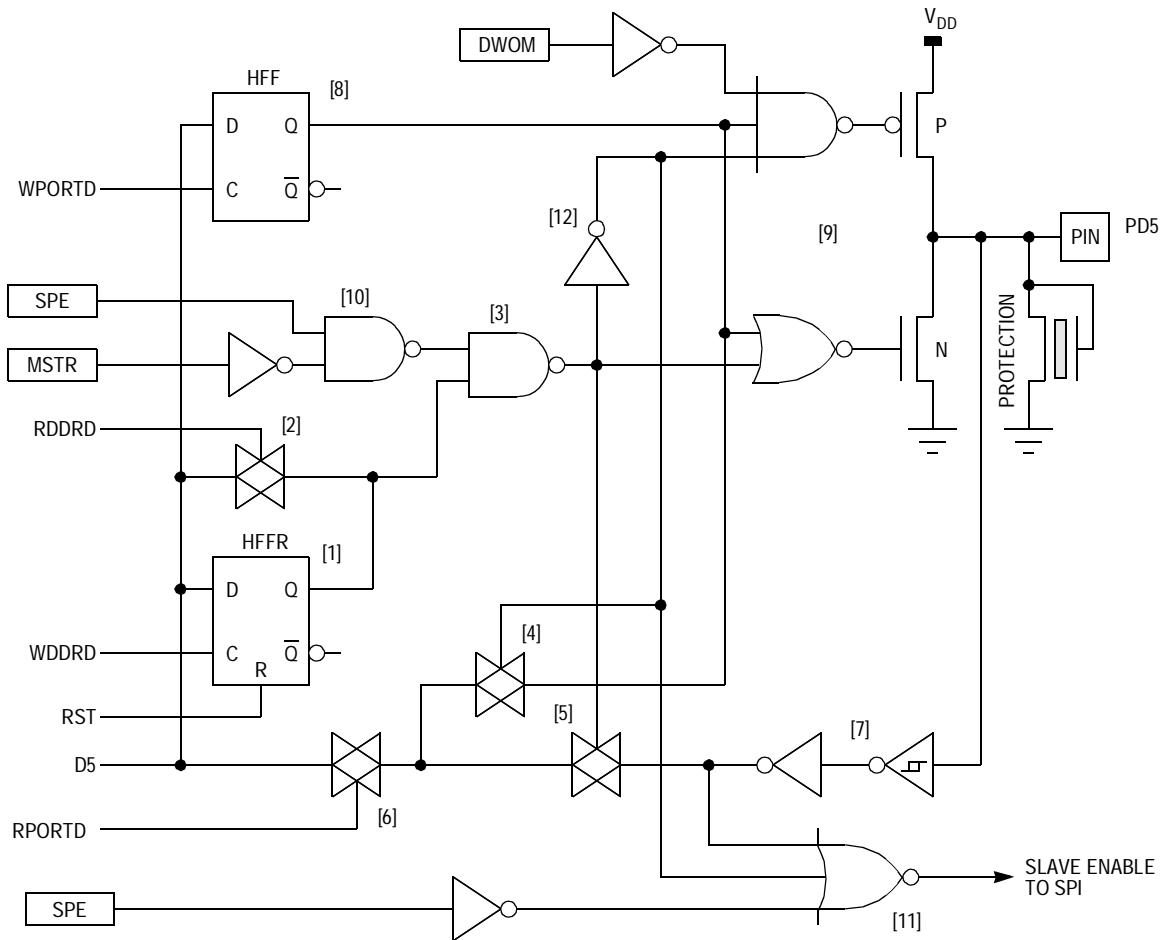 V_DD
DWOM
HFF
[8]
D Q
P
WPORTD
C Q̅
[12]
[9]
PIN
PD5
SPE
[10]
[3]
MSTR
N
PROTECTION
RDDRD
[2]
HFFR
[1]
D Q
[4]
WDDRD
C Q̅
R
RST
[5]
[7]
D5
[6]
RPORTD
SLAVE ENABLE
TO SPI
SPE
[11]